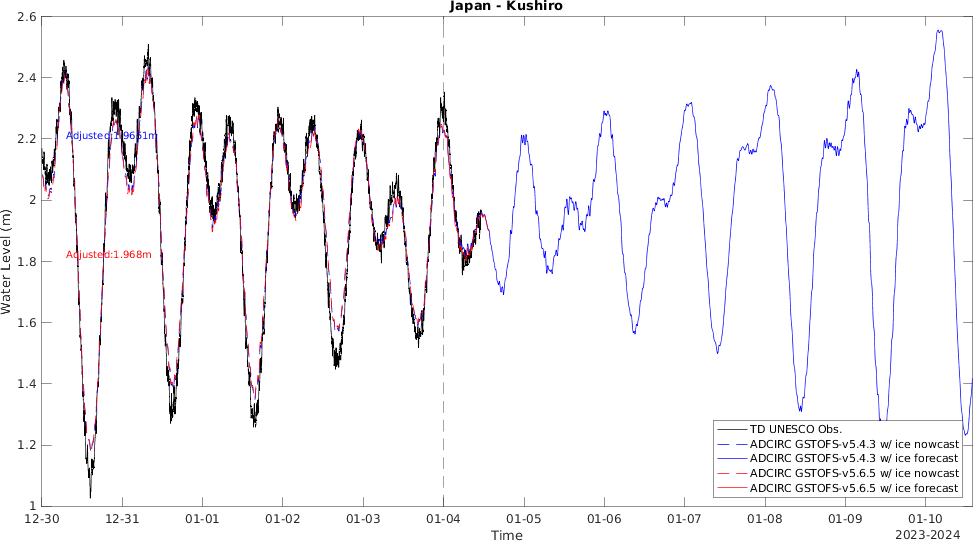 Japan - Kushiro
2.6
2.4
2.2
2
1.8
1.6
1.4
1.2
1
Water Level (m)
Adjusted:1.9651m
Adjusted:1.968m
TD UNESCO Obs.
ADCIRC GSTOFS-v5.4.3 w/ ice nowcast
ADCIRC GSTOFS-v5.4.3 w/ ice forecast
ADCIRC GSTOFS-v5.6.5 w/ ice nowcast
ADCIRC GSTOFS-v5.6.5 w/ ice forecast
12-30 12-31 01-01 01-02 01-03 01-04 01-05 01-06 01-07 01-08 01-09 01-10
Time
2023-2024